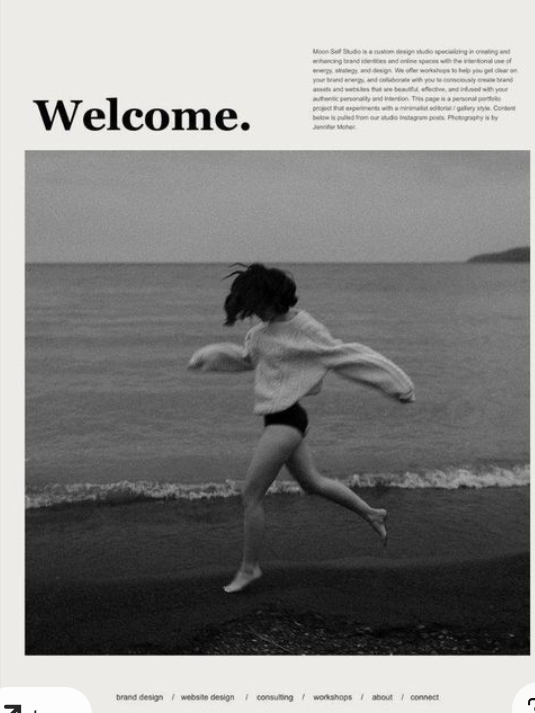 Welcome.
Moon Self Studio is a custom design studio specializing in creating and
enhancing brand identities and online spaces with the intentional use of
energy, strategy, and design. We offer workshops to help you get clear on
your brand energy, and collaborate with you to consciously create brand
assets and websites that are beautiful, effective, and infused with your
authentic personality and intention. This page is a personal portfolio
project that experiments with a minimalist editorial / gallery style. Content
below is pulled from our studio Instagram posts. Photography is by
Jennifer Moher.
brand design / website design / consulting / workshops / about / connect